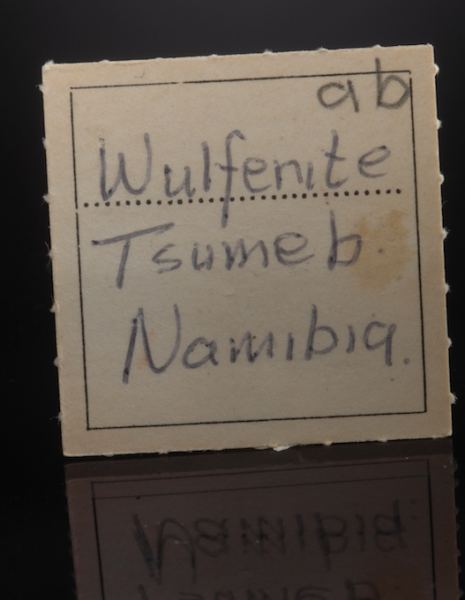 ab
Wulfenite
Tsumeb.
Namibia.